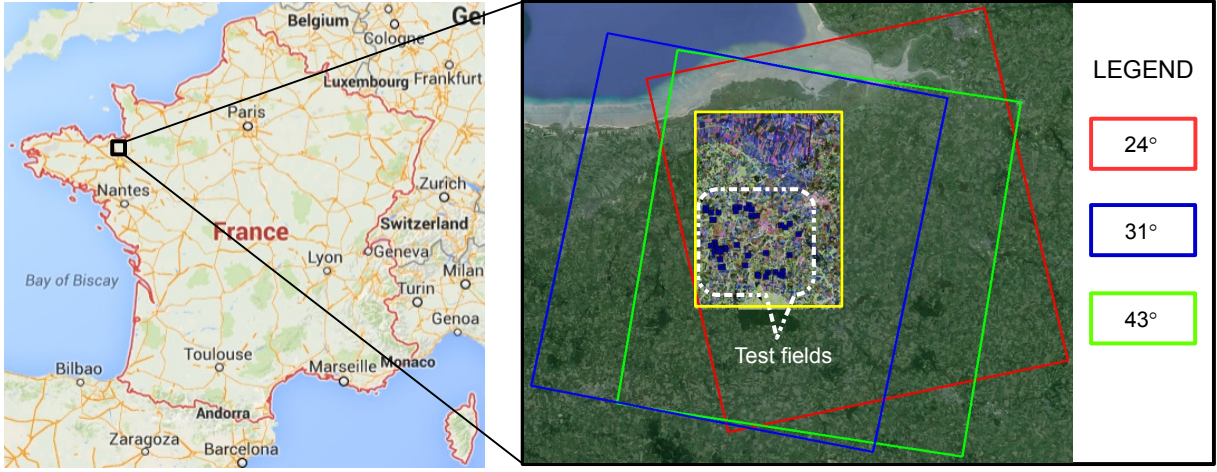 Belgium
Ger
Cologne
Luxembourg
Frankfurt
Paris
Nantes
Zurich
France
Switzerland
Geneva
Lyon
Milan
Bay of Biscay
Turin
Genoa
Toulouse
Marseille
Monaco
Bilbao
Andorra
Zaragoza
Barcelona
Test fields
LEGEND
24°
31°
43°